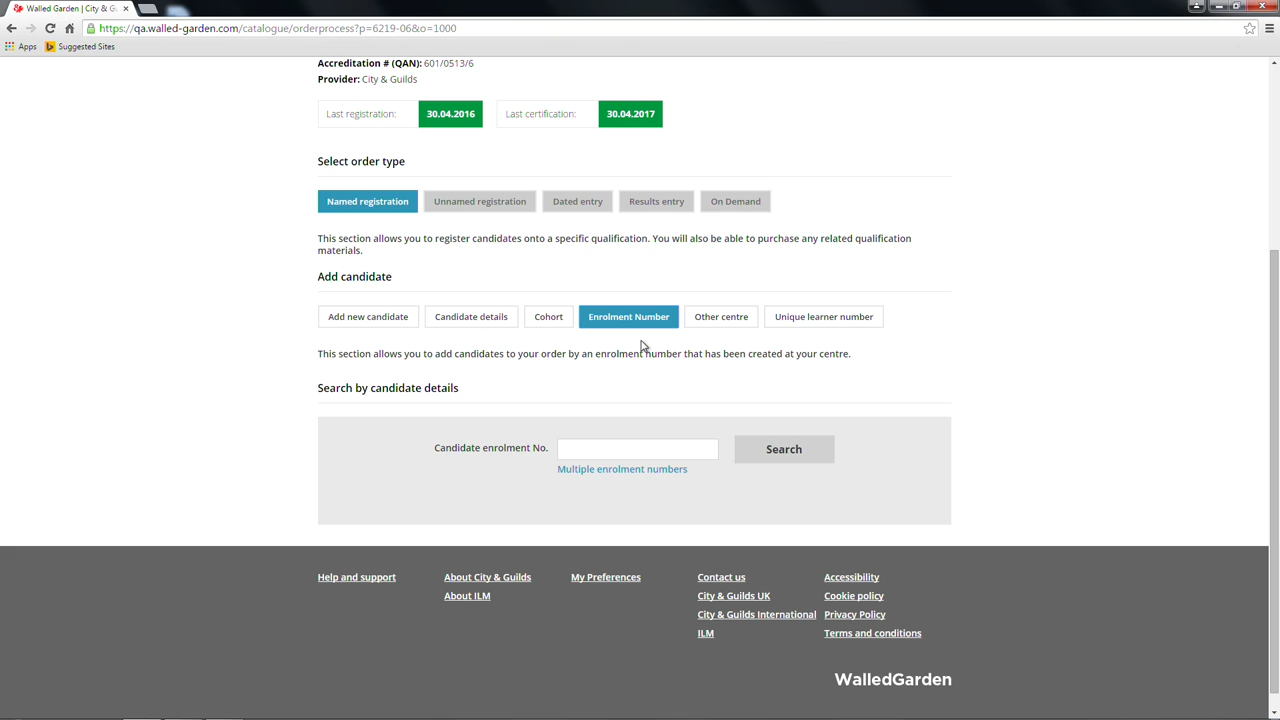 Walled Garden | City & G
https://qa.walled-garden.com/catalogue/orderprocess?p=6219-06&o=1000
Apps Suggested Sites
Accreditation # (QAN): 601/0513/6
Provider: City & Guilds
Last registration: 30.04.2016 Last certification: 30.04.2017
Select order type
Named registration Unnamed registration Dated entry Results entry On Demand
This section allows you to register candidates onto a specific qualification. You will also be able to purchase any related qualification
materials.
Add candidate
Add new candidate Candidate details Cohort Enrolment Number Other centre Unique learner number
This section allows you to add candidates to your order by an enrolment number that has been created at your centre.
Search by candidate details
Candidate enrolment No. Search
Multiple enrolment numbers
Help and support About City & Guilds My Preferences Contact us Accessibility
About ILM City & Guilds UK Cookie policy
City & Guilds International Privacy Policy
ILM Terms and conditions
WalledGarden